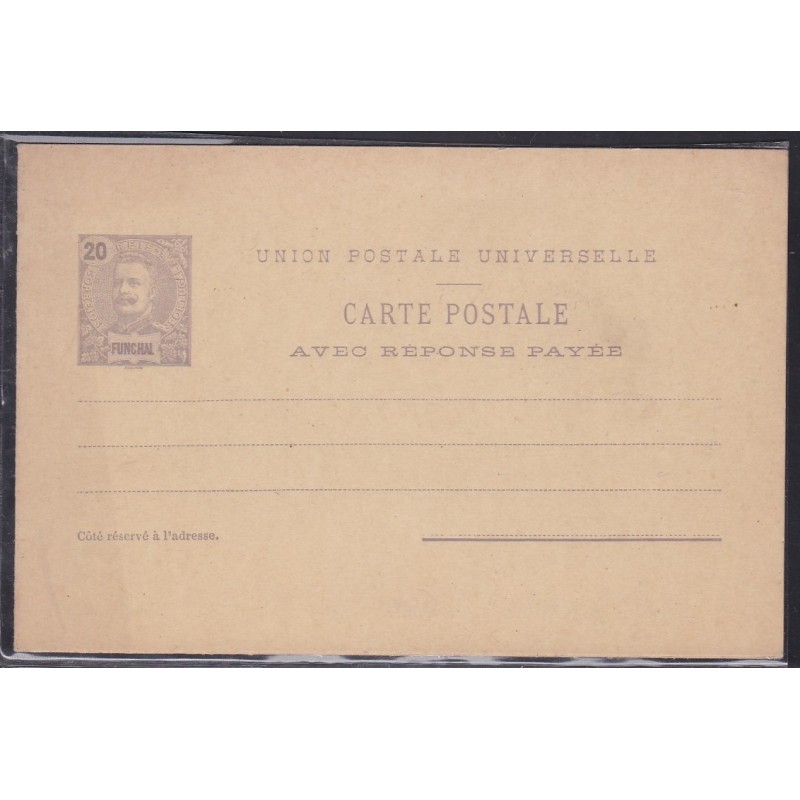 20
FUNCHAL
UNION POSTALE UNIVERSELLE
CARTE POSTALE
AVEC RÉPONSE PAYÉE
Côté réservé à l'adresse.